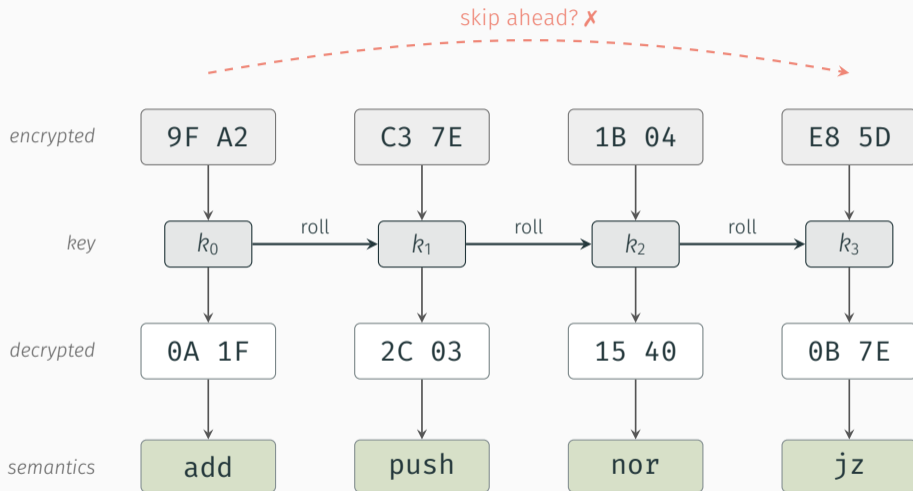 skip ahead? ✗
encrypted 9F A2 C3 7E 1B 04 E8 5D
roll roll roll
key k₀ k₁ k₂ k₃
decrypted 0A 1F 2C 03 15 40 0B 7E
semantics add push nor jz